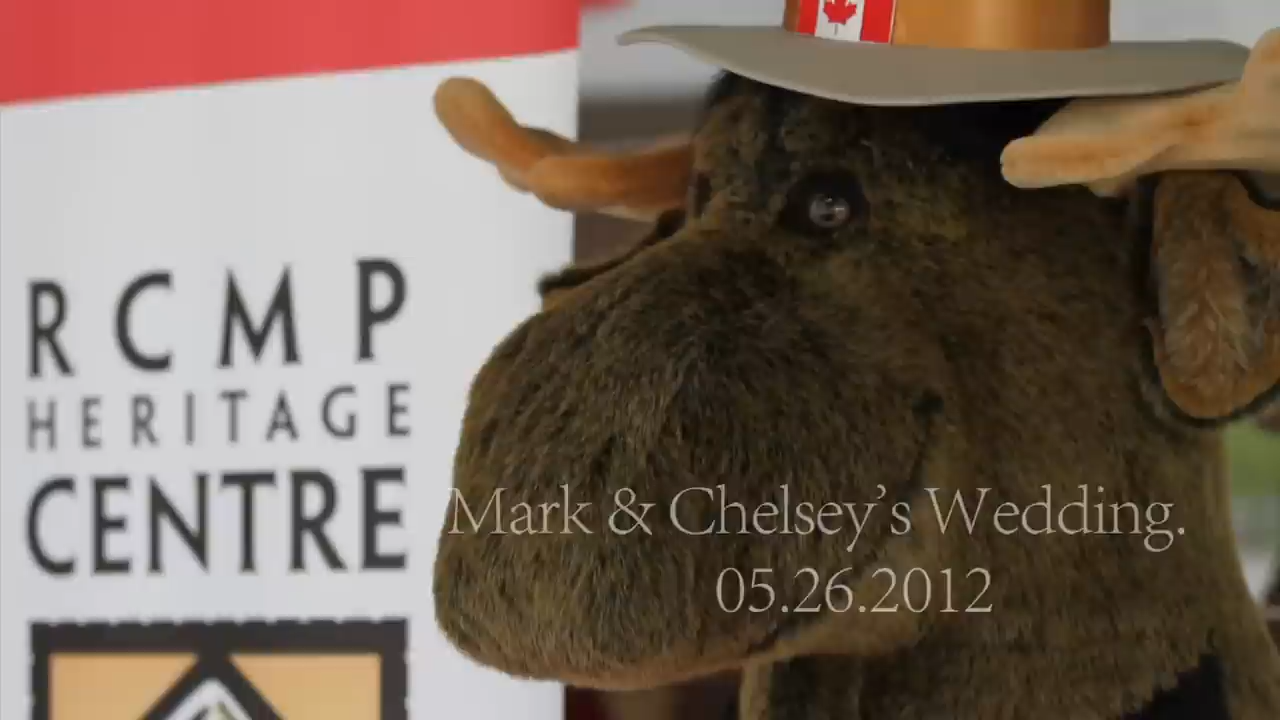 RCMP
HERITAGE
CENTRE
Mark & Chelsey’s Wedding.
05.26.2012